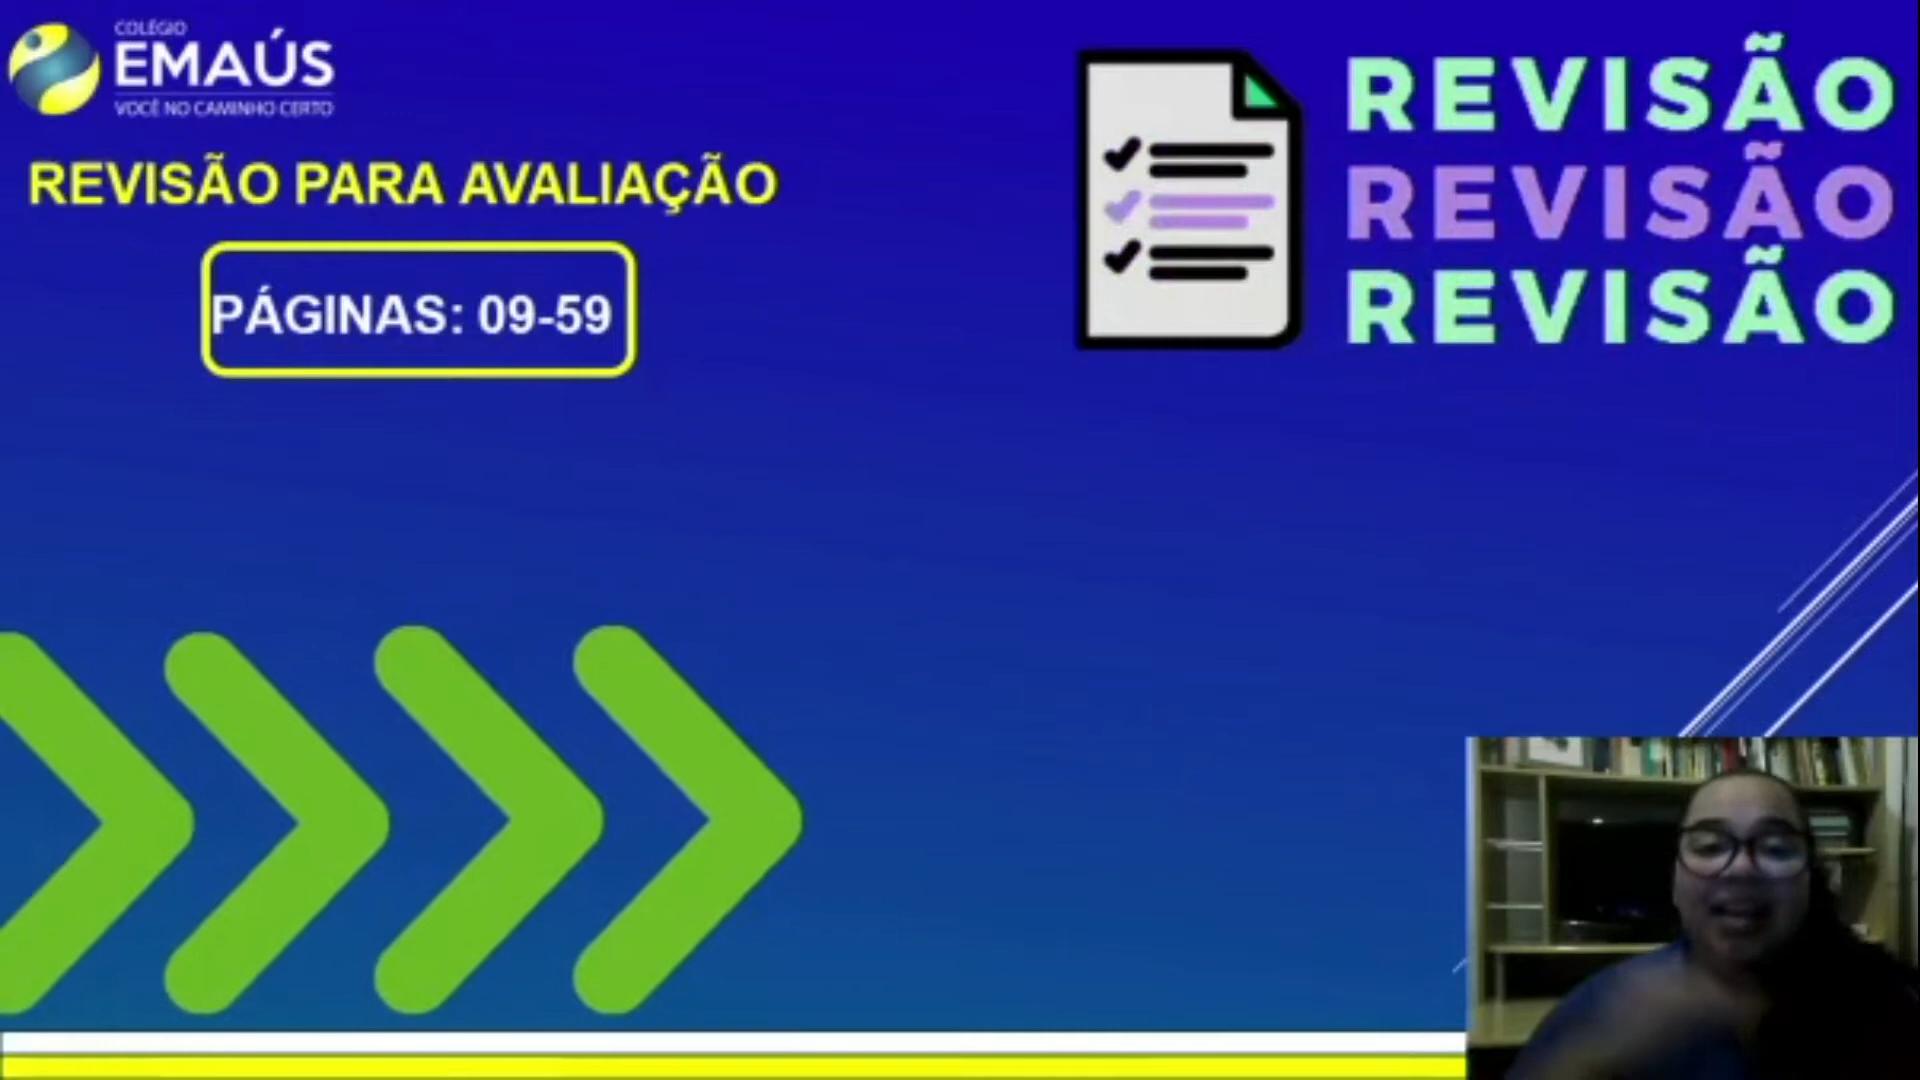 COLÉGIO
EMAÚS
VOCÊ NO CAMINHO CERTO
REVISÃO PARA AVALIAÇÃO
PÁGINAS: 09-59
REVISÃO
REVISÃO
REVISÃO